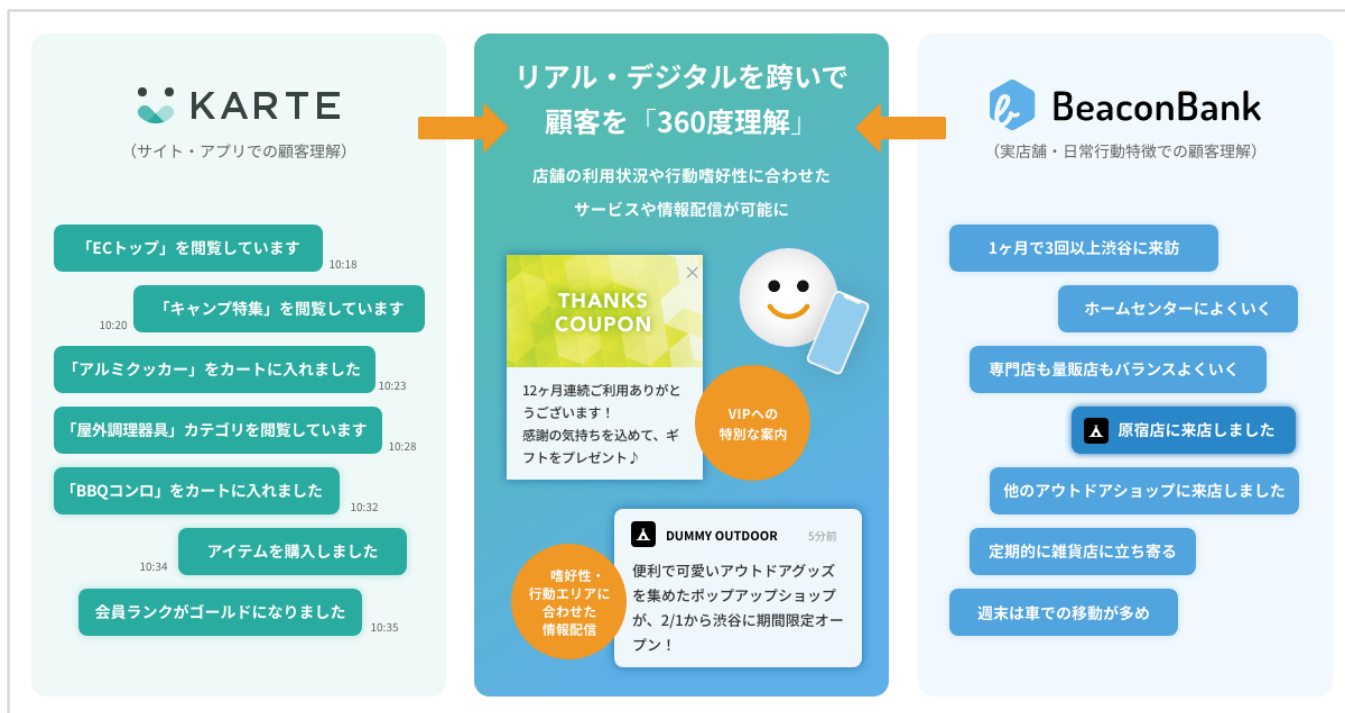 KARTE
（サイト・アプリでの顧客理解）
「ECトップ」を閲覧しています
10:18
「キャンプ特集」を閲覧しています
10:20
「アルミクッカー」をカートに入れました
10:23
「屋外調理器具」カテゴリを閲覧しています
10:28
「BBQコンロ」をカートに入れました
10:32
アイテムを購入しました
10:34
会員ランクがゴールドになりました
10:35
リアル・デジタルを跨いで
顧客を「360度理解」
店舗の利用状況や行動嗜好性に合わせた
サービスや情報配信が可能に
THANKS
COUPON
12ヶ月連続ご利用ありがと
うございます！
感謝の気持ちを込めて、ギ
フトをプレゼント♪
VIPへの
特別な案内
嗜好性・
行動エリアに
合わせた
情報配信
DUMMY OUTDOOR
5分前
便利で可愛いアウトドアグッズ
を集めたポップアップショップ
が、2/1から渋谷に期間限定オー
プン！
BeaconBank
（実店舗・日常行動特徴での顧客理解）
1ヶ月で3回以上渋谷に来訪
ホームセンターによくいく
専門店も量販店もバランスよくいく
原宿店に来店しました
他のアウトドアショップに来店しました
定期的に雑貨店に立ち寄る
週末は車での移動が多め